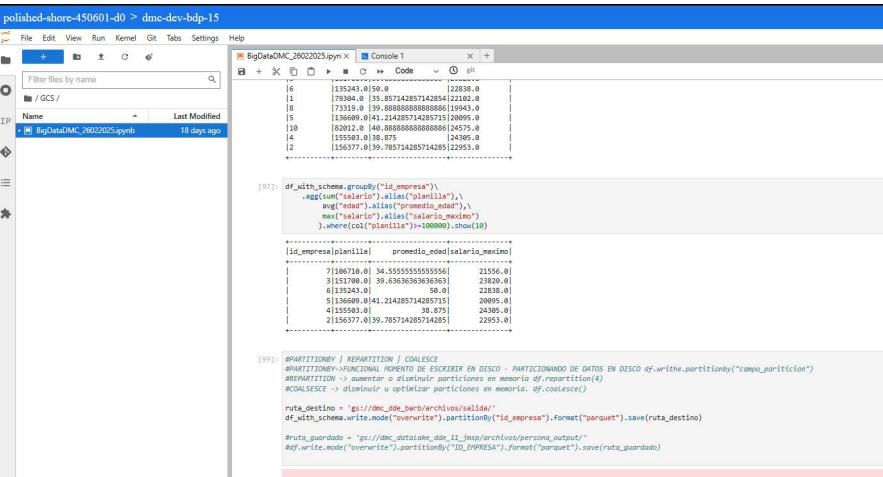 polished-shore-450601-d0 > dmc-dev-bdp-15
File Edit View Run Kernel Git Tabs Settings Help
BigDataDMC_26022025.ipyn Console 1
Code git
Filter files by name
/ GCS /
Name Last Modified
BigDataDMC_26022025.ipynb 18 days ago
|6 |135243.0|50.0 |22838.0 |
|1 |79304.0 |35.857142857142854|22102.0 |
|8 |73319.0 |39.888888888888886|19943.0 |
|5 |136609.0|41.214285714285715|20095.0 |
|10 |82012.0 |40.888888888888886|24575.0 |
|4 |155503.0|38.875 |24305.0 |
|2 |156377.0|39.785714285714285|22953.0 |
+----------+--------+------------------+--------------+
[97]: df_with_schema.groupBy("id_empresa")\
.agg(sum("salario").alias("planilla"),\
avg("edad").alias("promedio_edad"),\
max("salario").alias("salario_maximo")
).where(col("planilla")>=100000).show(10)
+----------+--------+------------------+--------------+
|id_empresa|planilla| promedio_edad|salario_maximo|
+----------+--------+------------------+--------------+
| 7|106710.0| 34.55555555555556| 21556.0|
| 3|151700.0| 39.63636363636363| 23820.0|
| 6|135243.0| 50.0| 22838.0|
| 5|136609.0|41.214285714285715| 20095.0|
| 4|155503.0| 38.875| 24305.0|
| 2|156377.0|39.785714285714285| 22953.0|
+----------+--------+------------------+--------------+
[99]: #PARTITIONBY | REPARTITION | COALESCE
#PARTITIONBY->FUNCIONAL MOMENTO DE ESCRIBIR EN DISCO - PARTICIONANDO DE DATOS EN DISCO df.writhe.partitionby("campo_pariticion")
#REPARTITION -> aumentar o disminuir particiones en memoria df.repartition(4)
#COALSESCE -> disminuir u optimizar particiones en memoria. df.coalesce()
ruta_destino = 'gs://dmc_dde_barb/archivos/salida/'
df_with_schema.write.mode("overwrite").partitionBy("id_empresa").format("parquet").save(ruta_destino)
#ruta_guardado = 'gs://dmc_datalake_dde_11_jmsp/archivos/persona_output/'
#df.write.mode("overwrite").partitionBy("ID_EMPRESA").format("parquet").save(ruta_guardado)